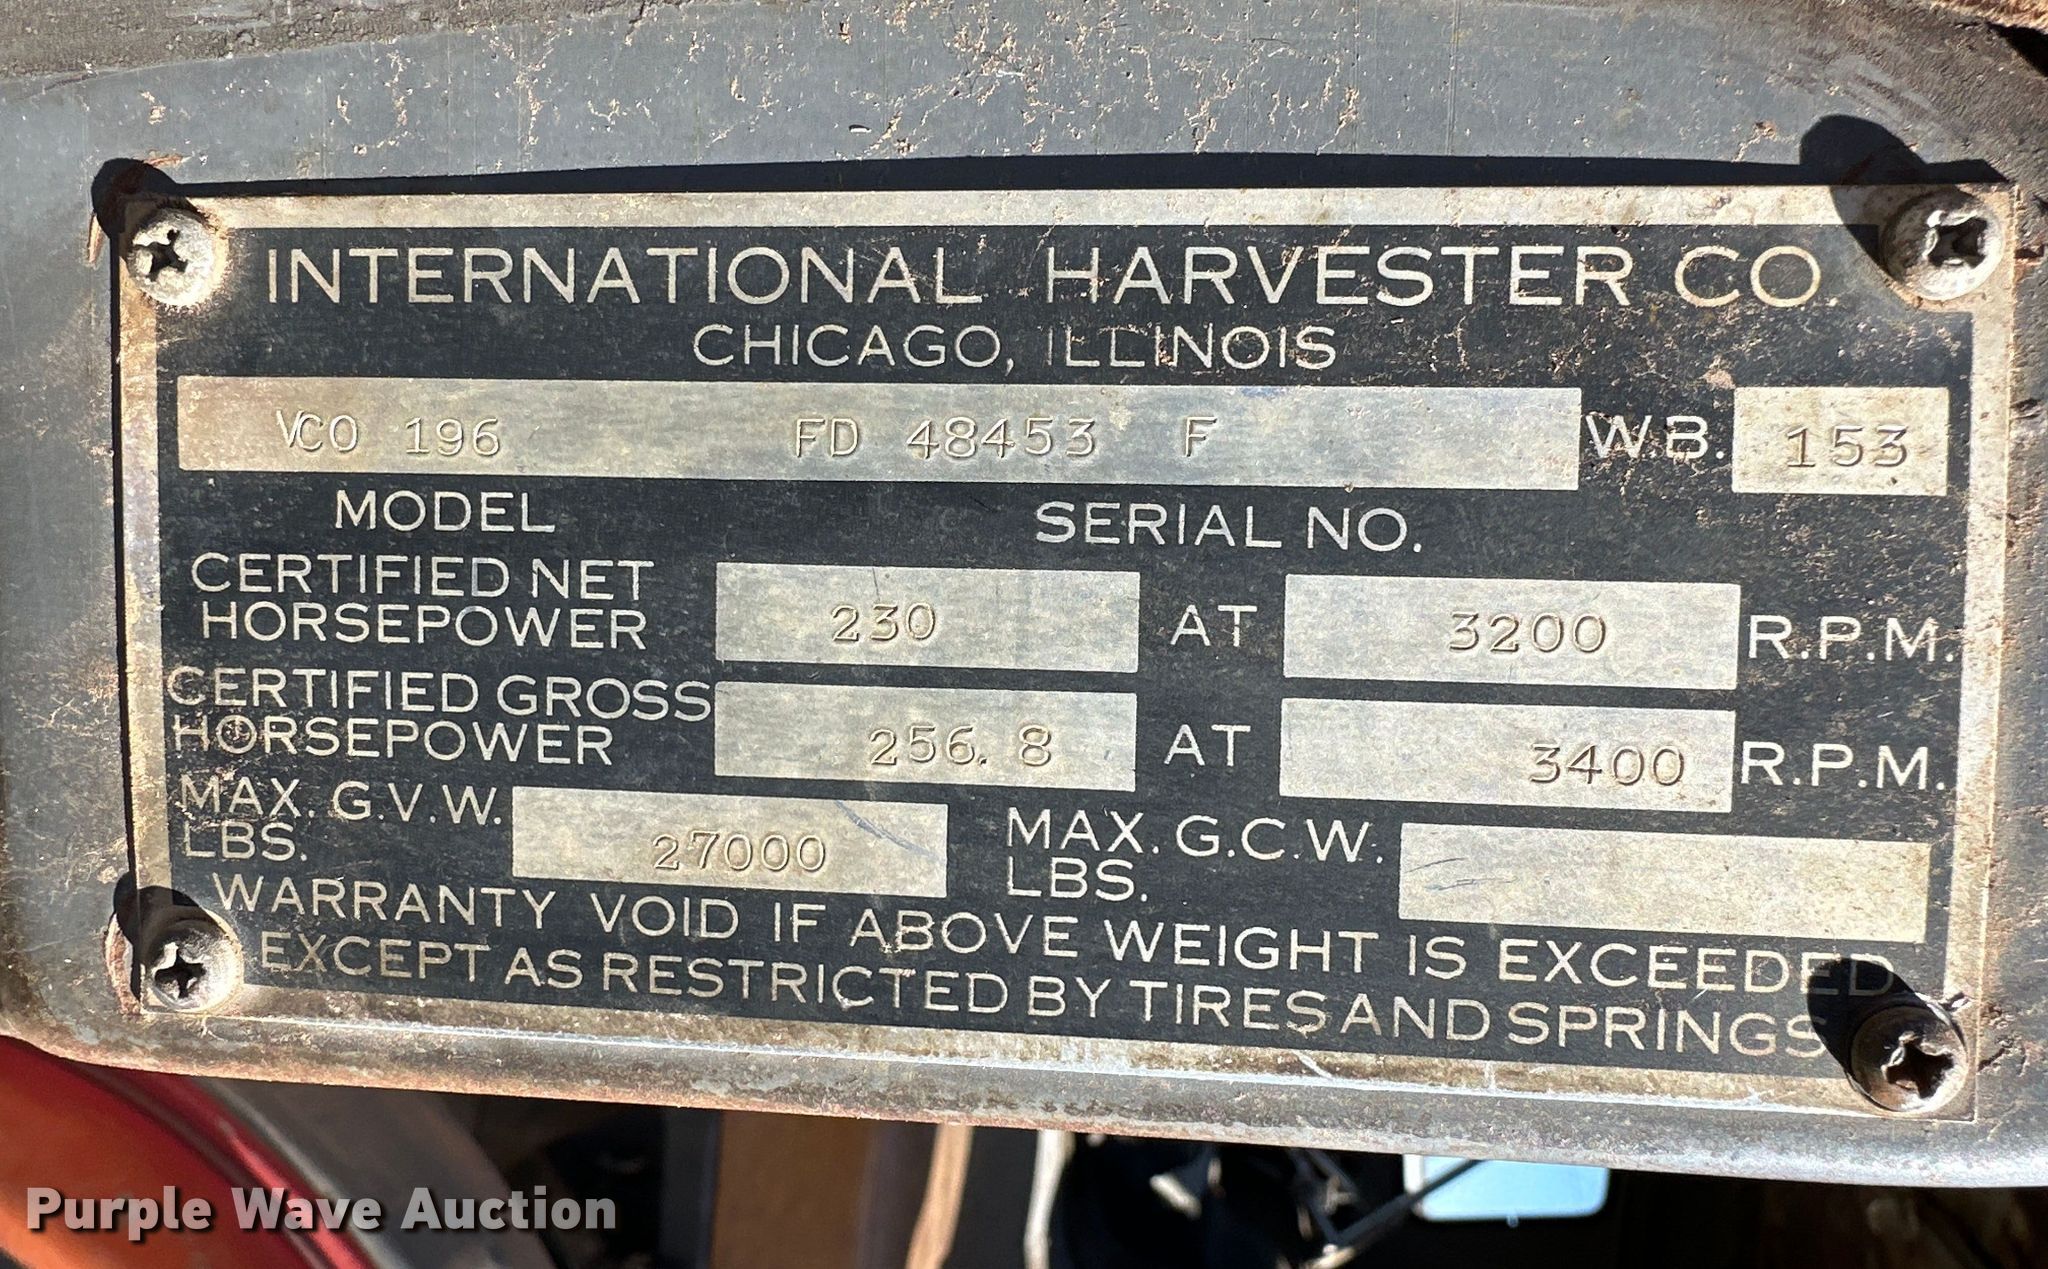 INTERNATIONAL HARVESTER CO.
CHICAGO, ILLINOIS
VCO 196 FD 48453 F W.B. 153
MODEL SERIAL NO.
CERTIFIED NET
HORSEPOWER 230 AT 3200 R.P.M.
CERTIFIED GROSS
HORSEPOWER 256.8 AT 3400 R.P.M.
MAX. G.V.W.
LBS. 27000
MAX. G.C.W.
LBS.
WARRANTY VOID IF ABOVE WEIGHT IS EXCEEDED
EXCEPT AS RESTRICTED BY TIRES AND SPRINGS
Purple Wave Auction